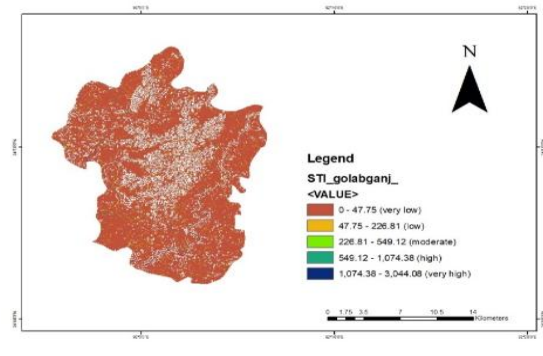 N
Legend
STI_golabganj_
<VALUE>
0 - 47.75 (very low)
47.75 - 226.81 (low)
226.81 - 549.12 (moderate)
549.12 - 1,074.38 (high)
1,074.38 - 3,044.08 (very high)
0 1.75 3.5 7 10.5 14
Kilometers